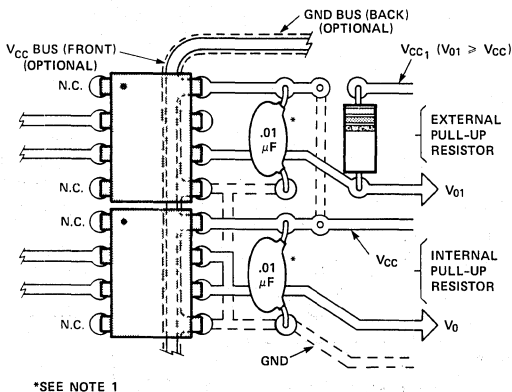 GND BUS (BACK)
(OPTIONAL)
VCC BUS (FRONT)
(OPTIONAL)
VCC1 (V01 ≥ VCC)
N.C.
*
.01
μF
EXTERNAL
PULL-UP
RESISTOR
N.C.
V01
N.C.
VCC
*
.01
μF
INTERNAL
PULL-UP
RESISTOR
N.C.
V0
GND
*SEE NOTE 1